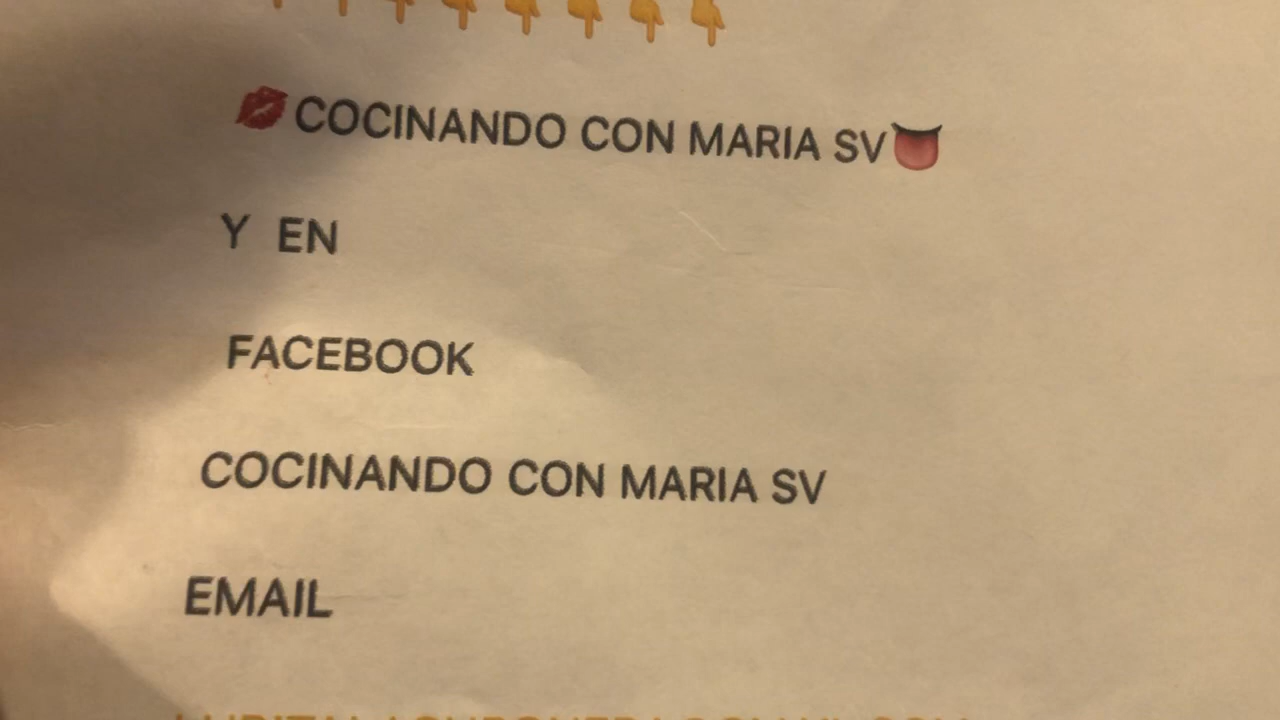 👇👇👇👇👇👇👇👇
💋COCINANDO CON MARIA SV👅
Y EN
FACEBOOK
COCINANDO CON MARIA SV
EMAIL